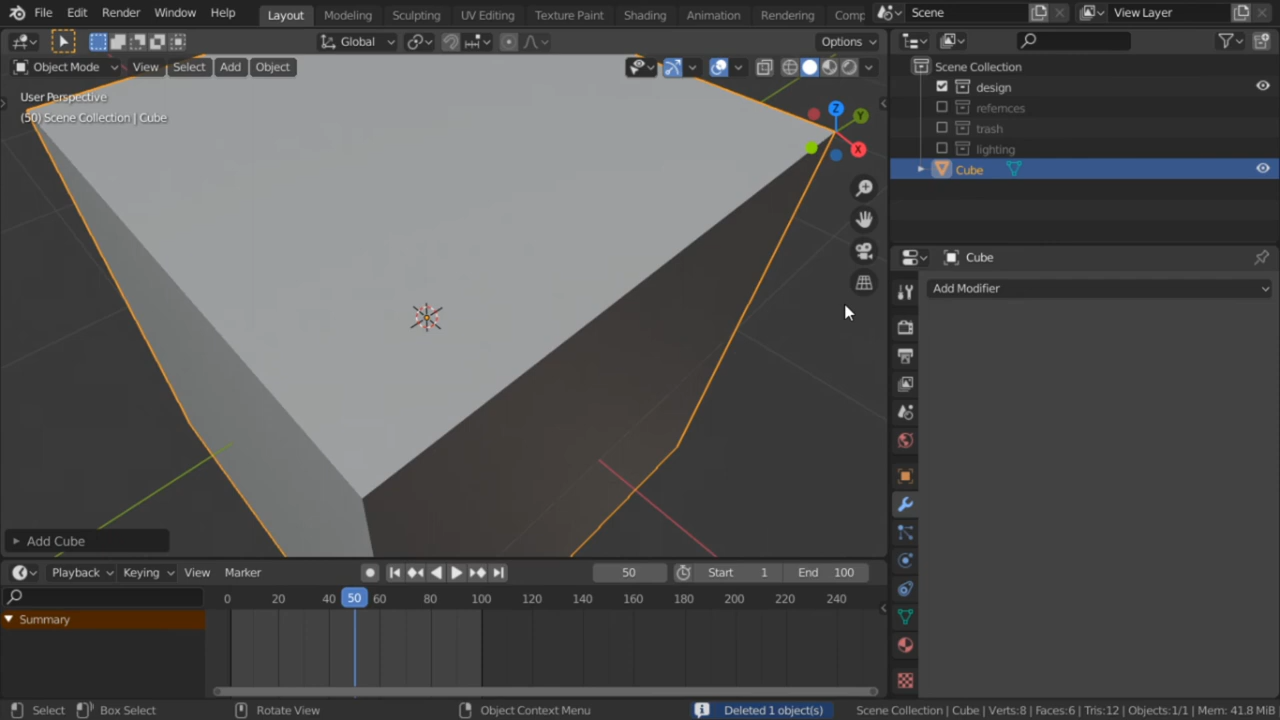 File Edit Render Window Help Layout Modeling Sculpting UV Editing Texture Paint Shading Animation Rendering Comp Scene View Layer
Global Options
Object Mode View Select Add Object
User Perspective
(50) Scene Collection | Cube
Z
Y
X
Scene Collection
design
refernces
trash
lighting
Cube
Cube
Add Modifier
Add Cube
Playback Keying View Marker 50 Start 1 End 100
0 20 40 50 60 80 100 120 140 160 180 200 220 240
Summary
Select Box Select Rotate View Object Context Menu Deleted 1 object(s) Scene Collection | Cube | Verts:8 | Faces:6 | Tris:12 | Objects:1/1 | Mem: 41.8 MiB